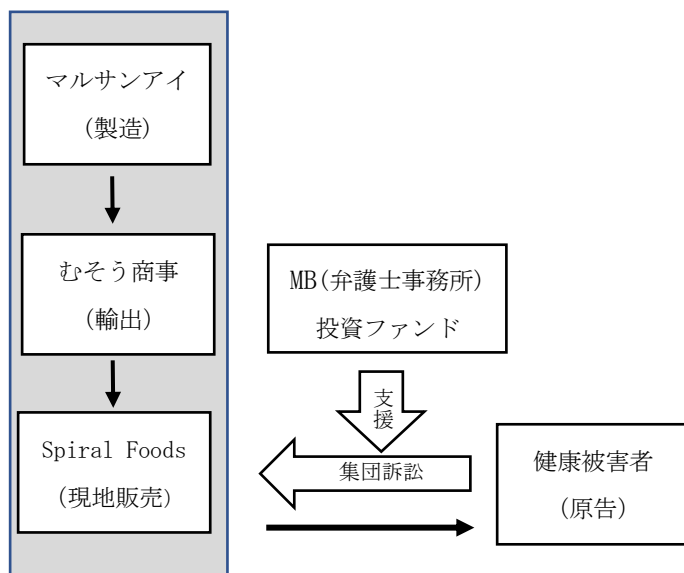 マルサンアイ
(製造)
むそう商事
(輸出)
Spiral Foods
(現地販売)
MB(弁護士事務所)
投資ファンド
支援
集団訴訟
健康被害者
(原告)